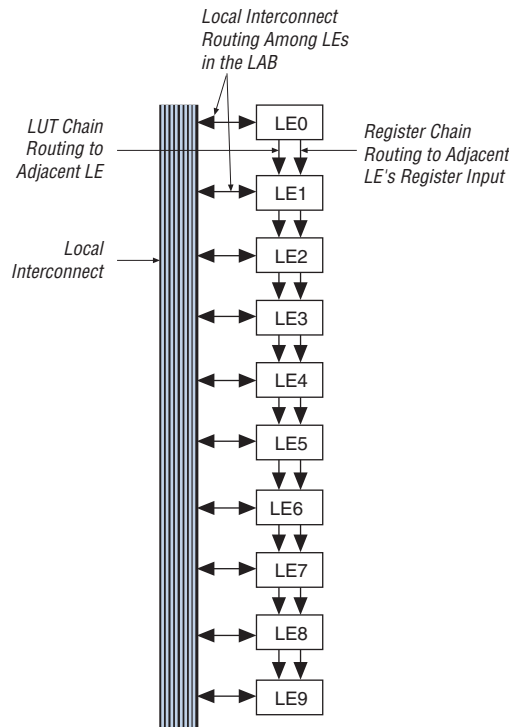 Local Interconnect
Routing Among LEs
in the LAB
LUT Chain
Routing to
Adjacent LE
Register Chain
Routing to Adjacent
LE's Register Input
Local
Interconnect
LE0
LE1
LE2
LE3
LE4
LE5
LE6
LE7
LE8
LE9